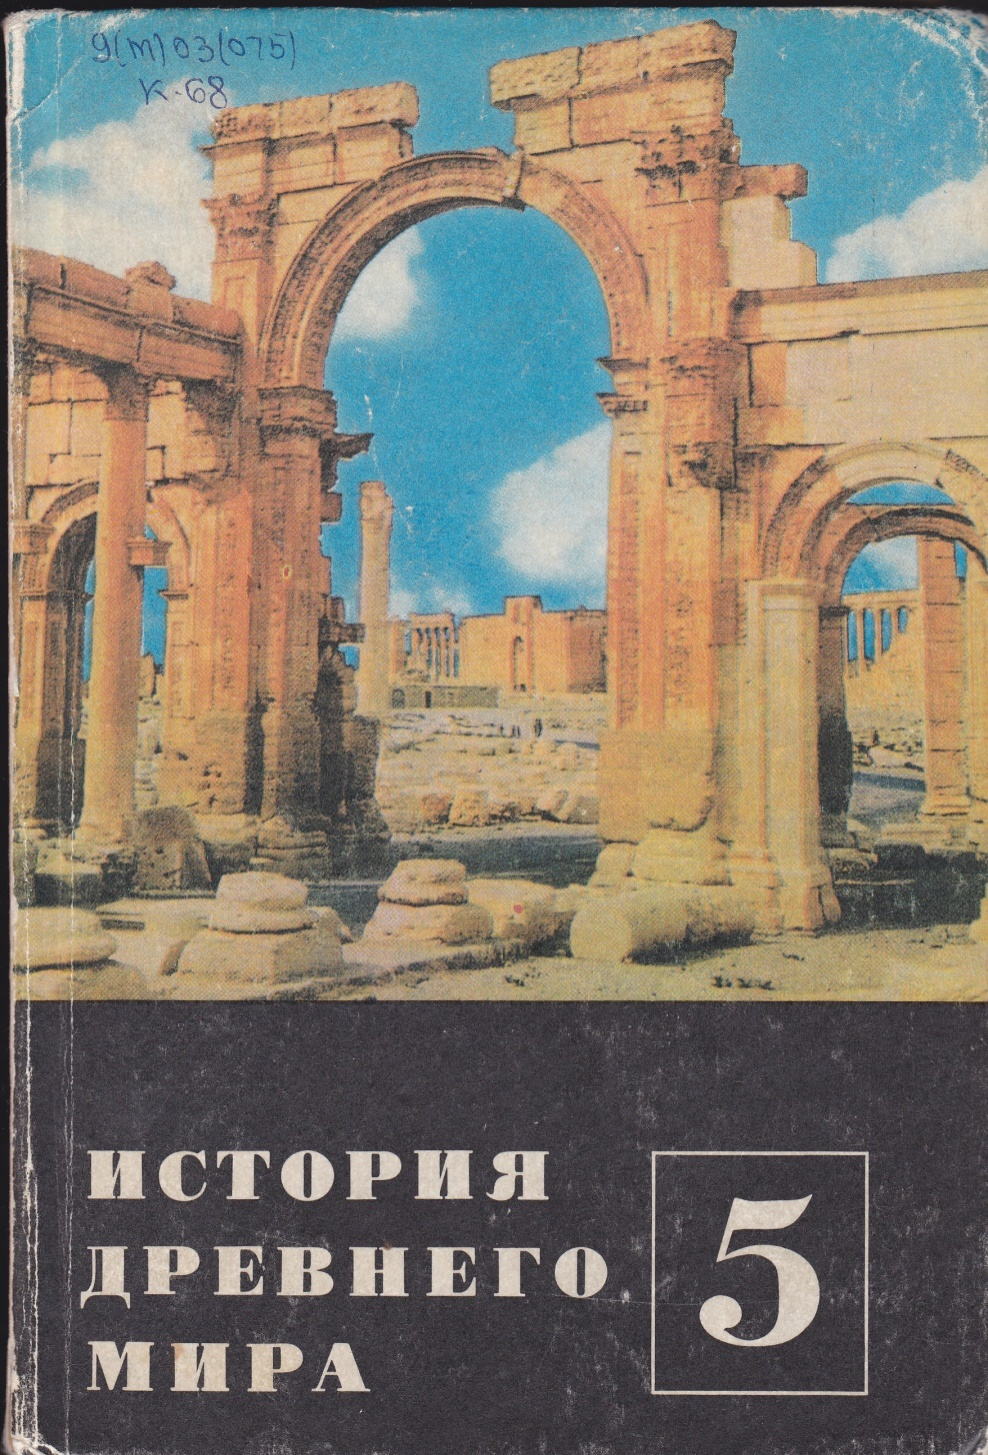 9(М)03(075)
К-68
ИСТОРИЯ
ДРЕВНЕГО
МИРА
5